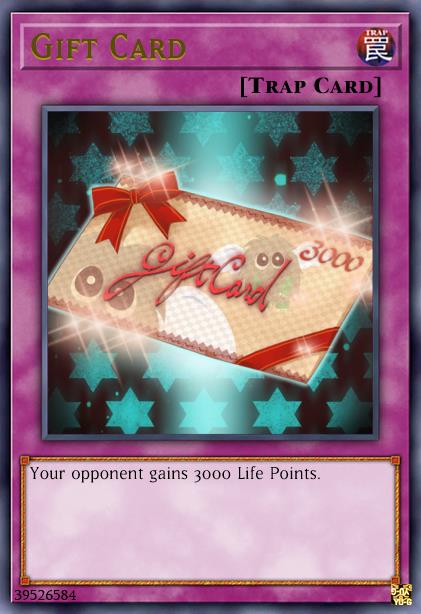 Gift Card
TRAP
罠
[Trap Card]
3000
Gift Card
Your opponent gains 3000 Life Points.
39526584